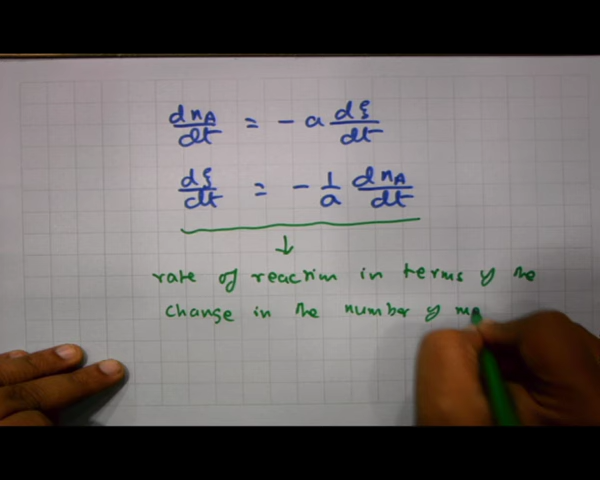 dnA/dt = - a dξ/dt
dξ/dt = - 1/a dnA/dt
↓
rate of reaction in terms of the
change in the number of